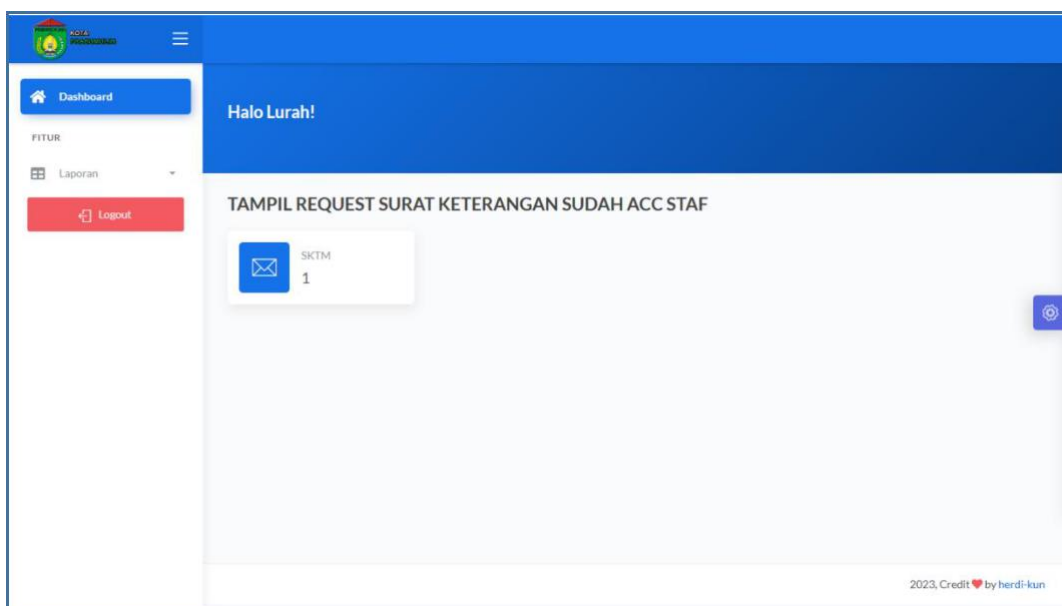 KOTA
Dashboard
Halo Lurah!
FITUR
Laporan
Logout
TAMPIL REQUEST SURAT KETERANGAN SUDAH ACC STAF
SKTM
1
2023, Credit ❤ by herdi-kun